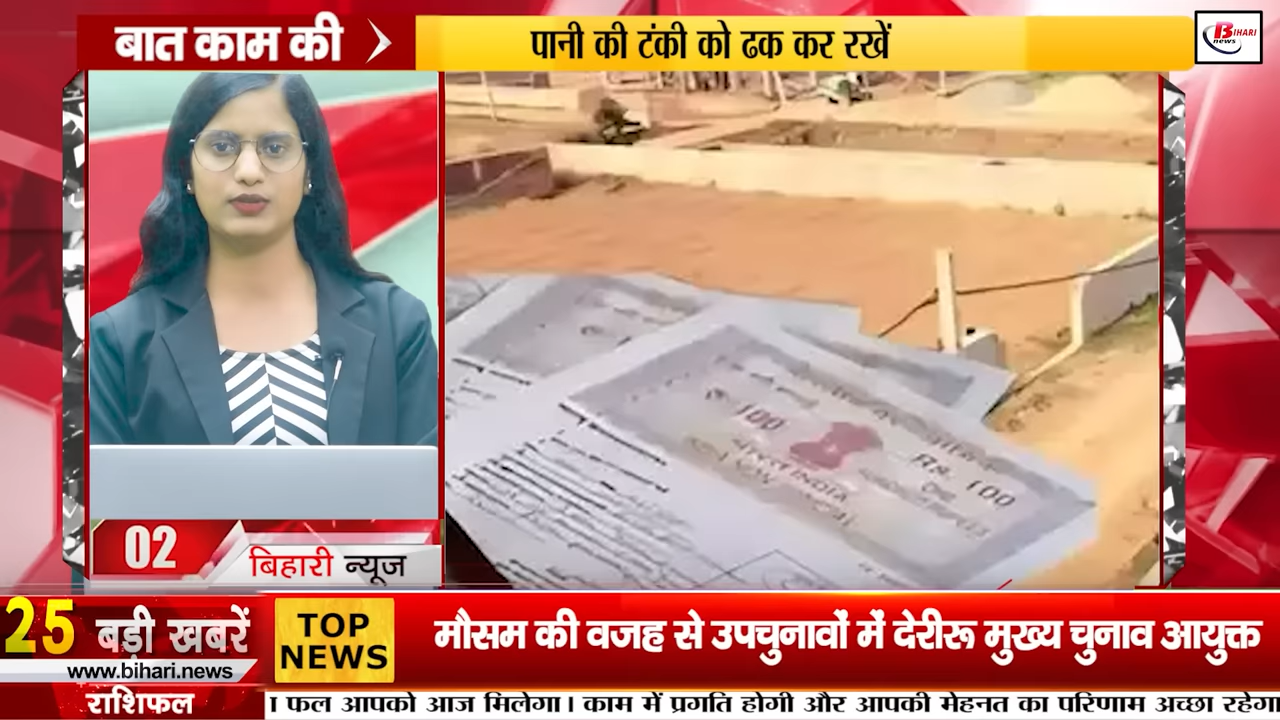 बात काम की
पानी की टंकी को ढक कर रखें
BIHARI
news
100
Rs. 100
INDIA
02
बिहारी न्यूज
25 बड़ी खबरें
www.bihari.news
TOP
NEWS
मौसम की वजह से उपचुनावों में देरीरू मुख्य चुनाव आयुक्त
राशिफल
फल आपको आज मिलेगा। काम में प्रगति होगी और आपकी मेहनत का परिणाम अच्छा रहेगा